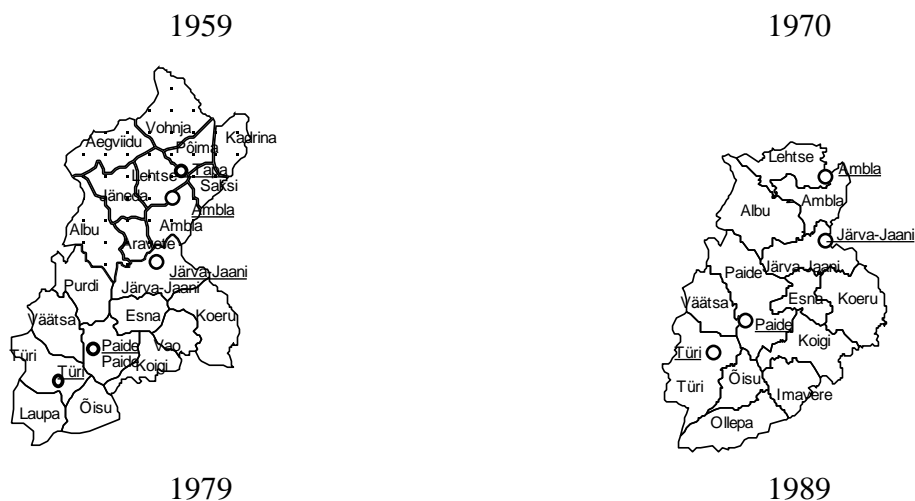 1959 1970
Vohnja
Aegviidu
Põima
Kadrina
Lehtse
Tapa
Saksi
Jäneda
Ambla
Albu
Ambla
Aravete
Järva-Jaani
Järva-Jaani
Purdi
Väätsa
Esna
Koeru
Paide
Paide
Vao
Koigi
Türi
Türi
Laupa
Õisu
Lehtse
Ambla
Ambla
Albu
Järva-Jaani
Järva-Jaani
Paide
Esna
Koeru
Väätsa
Paide
Koigi
Türi
Õisu
Türi
Imavere
Ollepa
1979 1989